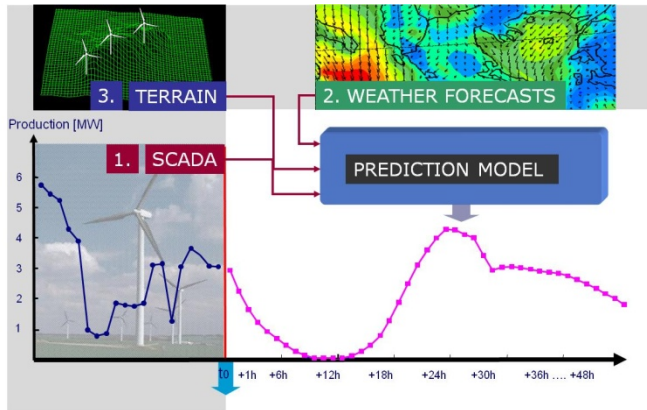 3. TERRAIN
2. WEATHER FORECASTS
Production [MW]
1. SCADA
PREDICTION MODEL
6
5
4
3
2
1
to +1h +6h +12h +18h +24h +30h +36h .... +48h